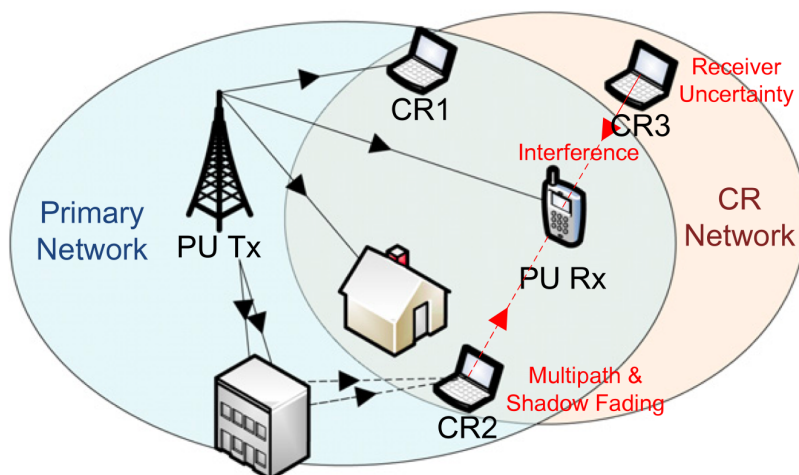 CR1
Receiver
Uncertainty
CR3
Interference
Primary
Network
PU Tx
CR
Network
PU Rx
Multipath &
Shadow Fading
CR2